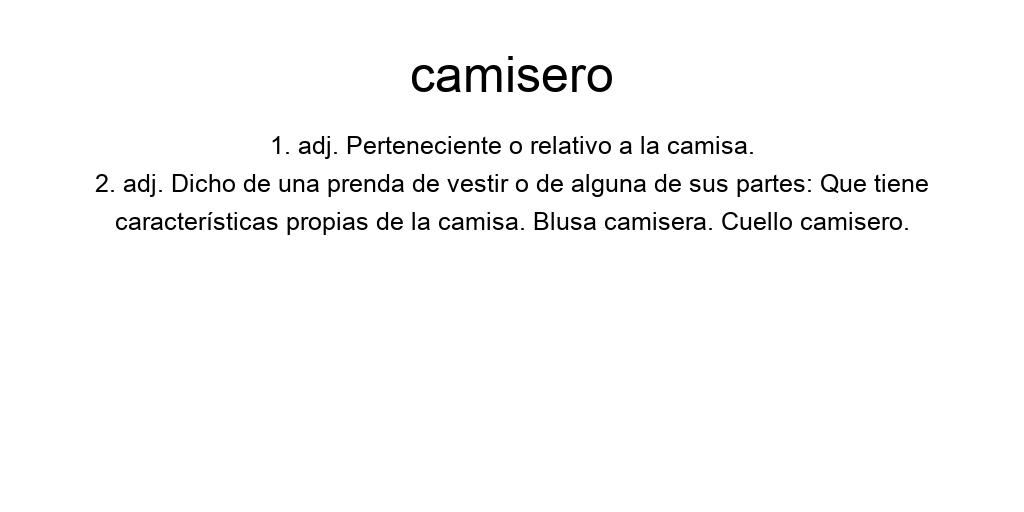 camisero
1. adj. Perteneciente o relativo a la camisa.
2. adj. Dicho de una prenda de vestir o de alguna de sus partes: Que tiene
características propias de la camisa. Blusa camisera. Cuello camisero.